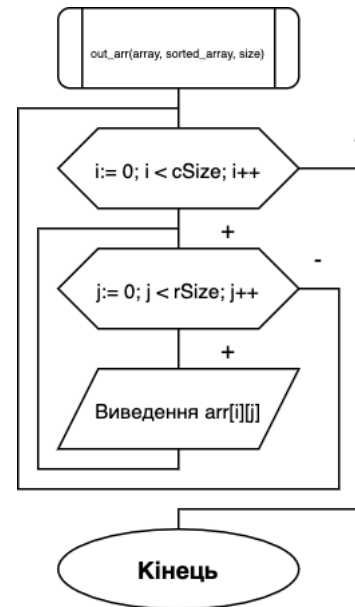 out_arr(array, sorted_array, size)
i:= 0; i < cSize; i++
+
-
j:= 0; j < rSize; j++
+
Виведення arr[i][j]
Кінець